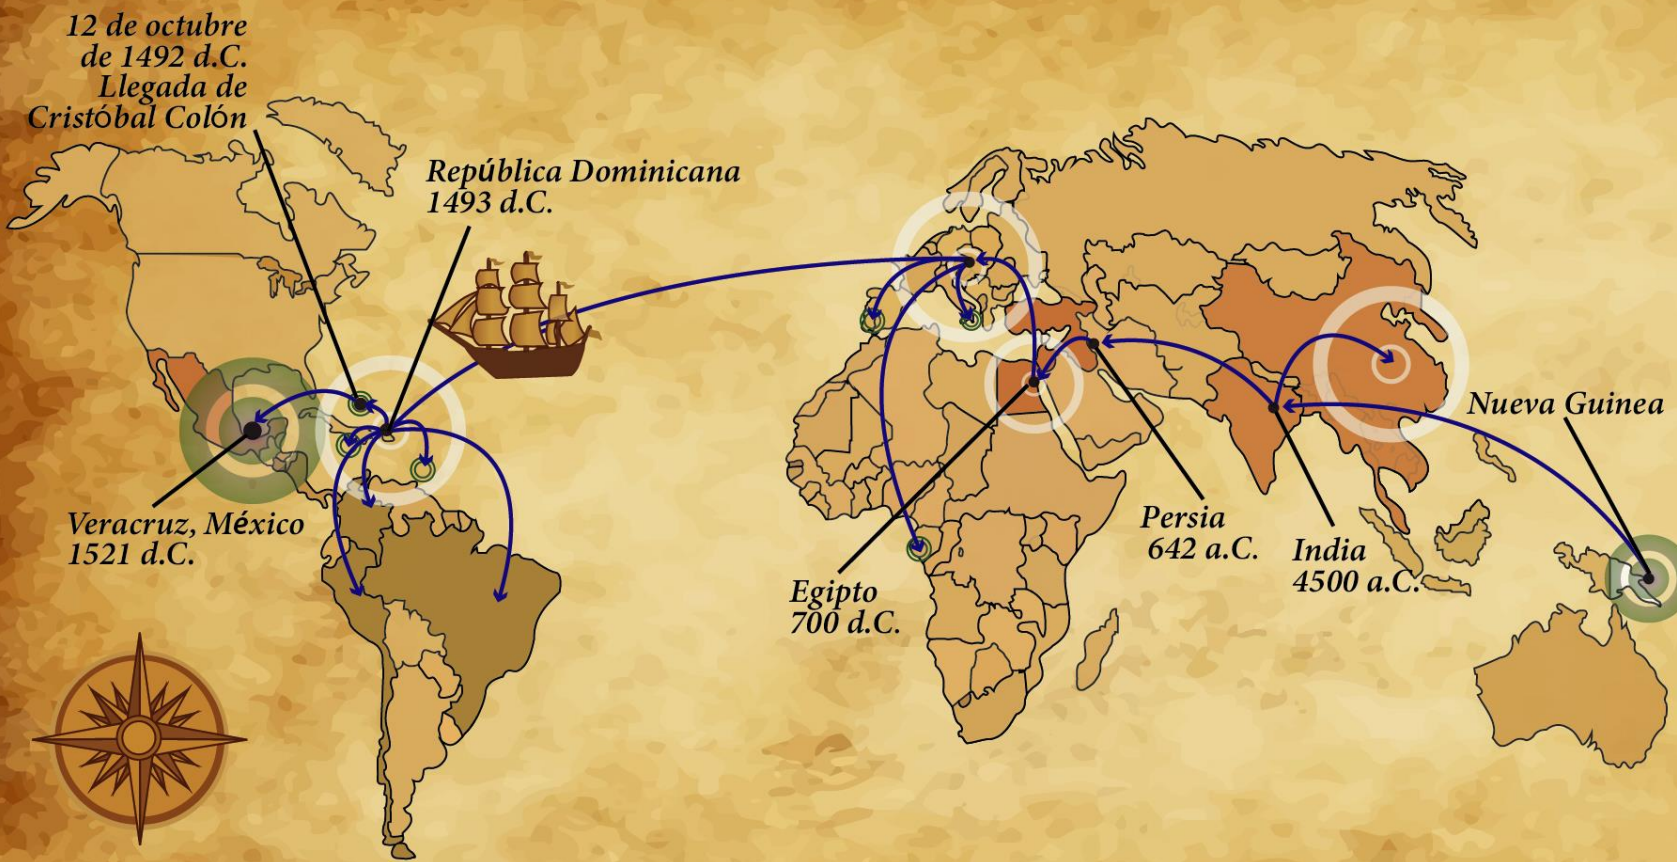 12 de octubre
de 1492 d.C.
Llegada de
Cristóbal Colón
República Dominicana
1493 d.C.
Nueva Guinea
Veracruz, México
1521 d.C.
Persia
642 a.C.
India
4500 a.C.
Egipto
700 d.C.